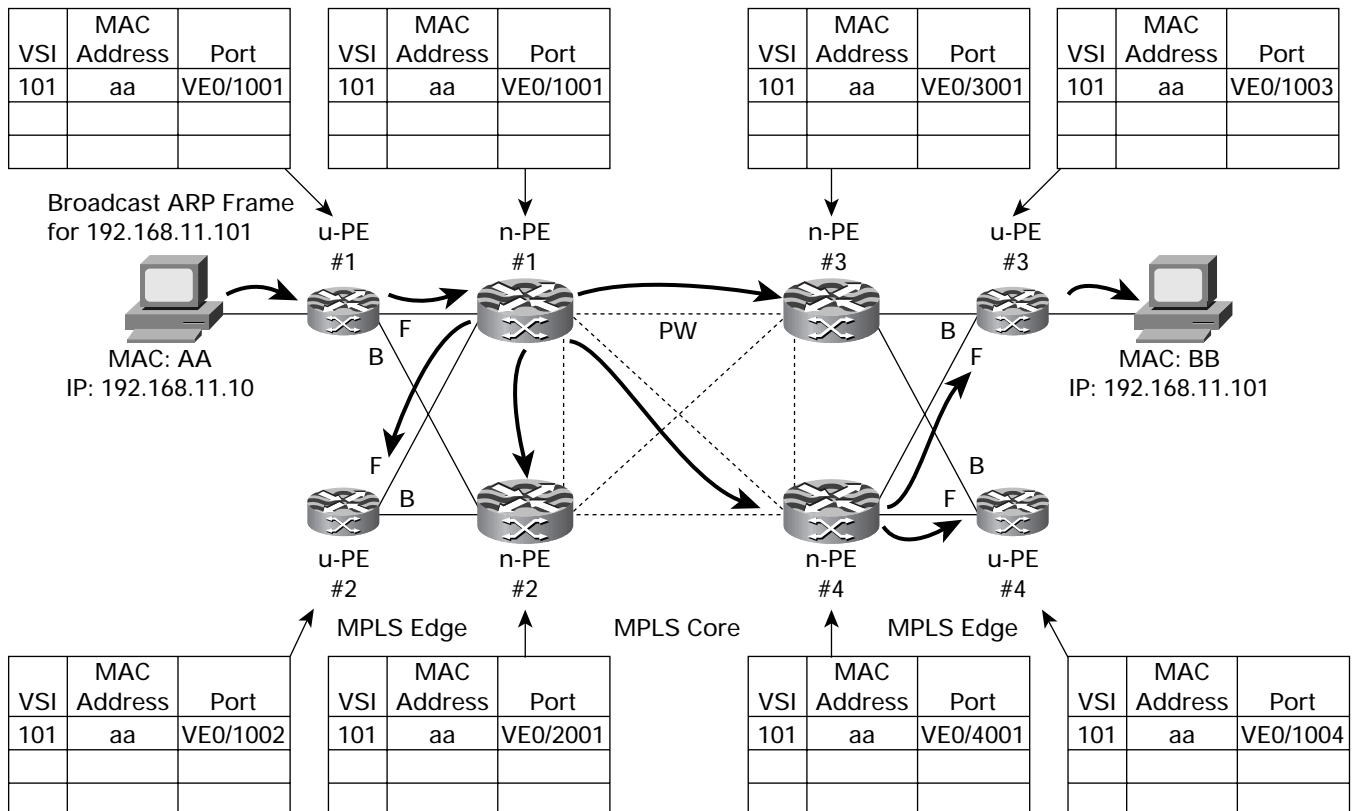 VSI MAC Address Port
101 aa VE0/1001
VSI MAC Address Port
101 aa VE0/1001
VSI MAC Address Port
101 aa VE0/3001
VSI MAC Address Port
101 aa VE0/1003
Broadcast ARP Frame
for 192.168.11.101
u-PE
#1
n-PE
#1
n-PE
#3
u-PE
#3
F
B
PW
B
F
MAC: AA
IP: 192.168.11.10
MAC: BB
IP: 192.168.11.101
F
B
B
F
u-PE
#2
n-PE
#2
n-PE
#4
u-PE
#4
MPLS Edge
MPLS Core
MPLS Edge
VSI MAC Address Port
101 aa VE0/1002
VSI MAC Address Port
101 aa VE0/2001
VSI MAC Address Port
101 aa VE0/4001
VSI MAC Address Port
101 aa VE0/1004